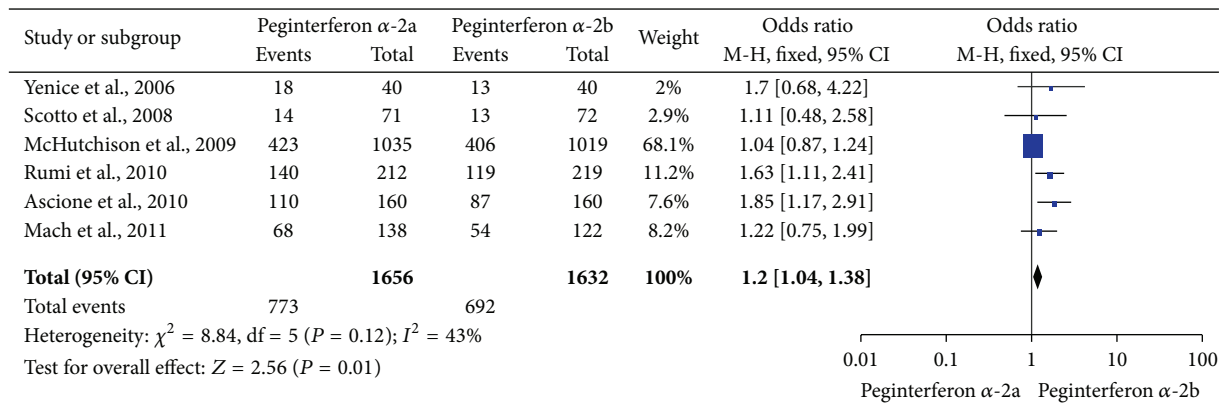 Study or subgroup Peginterferon α-2a Peginterferon α-2b Weight Odds ratio Odds ratio
Events Total Events Total M-H, fixed, 95% CI M-H, fixed, 95% CI
Yenice et al., 2006 18 40 13 40 2% 1.7 [0.68, 4.22]
Scotto et al., 2008 14 71 13 72 2.9% 1.11 [0.48, 2.58]
McHutchison et al., 2009 423 1035 406 1019 68.1% 1.04 [0.87, 1.24]
Rumi et al., 2010 140 212 119 219 11.2% 1.63 [1.11, 2.41]
Ascione et al., 2010 110 160 87 160 7.6% 1.85 [1.17, 2.91]
Mach et al., 2011 68 138 54 122 8.2% 1.22 [0.75, 1.99]
Total (95% CI) 1656 1632 100% 1.2 [1.04, 1.38]
Total events 773 692
Heterogeneity: χ² = 8.84, df = 5 (P = 0.12); I² = 43%
Test for overall effect: Z = 2.56 (P = 0.01)
0.01 0.1 1 10 100
Peginterferon α-2a Peginterferon α-2b